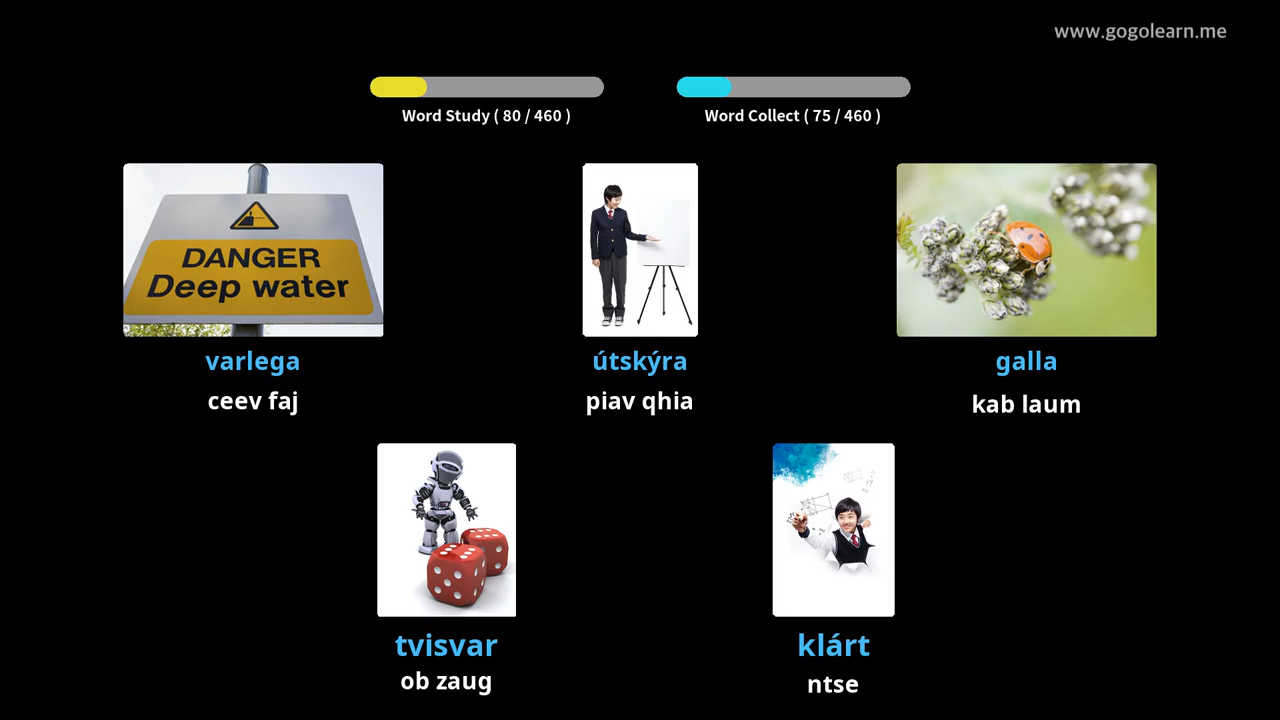 www.gogolearn.me
Word Study ( 80 / 460 )
Word Collect ( 75 / 460 )
DANGER
Deep water
varlega
ceev faj
útskýra
piav qhia
galla
kab laum
tvisvar
ob zaug
klárt
ntse